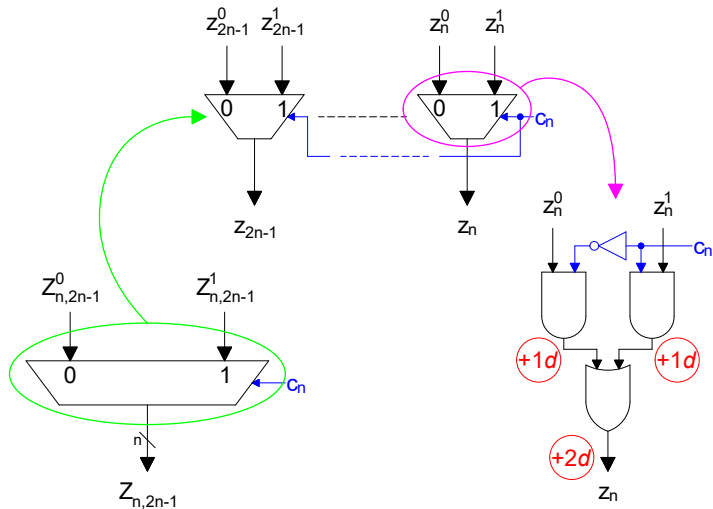 z⁰₂ₙ₋₁ z¹₂ₙ₋₁ z⁰ₙ z¹ₙ
0 1 0 1 cₙ
z₂ₙ₋₁ zₙ
z⁰ₙ z¹ₙ
cₙ
Z⁰ₙ,₂ₙ₋₁ Z¹ₙ,₂ₙ₋₁
+1d +1d
0 1 cₙ
n
+2d
Zₙ,₂ₙ₋₁ zₙ